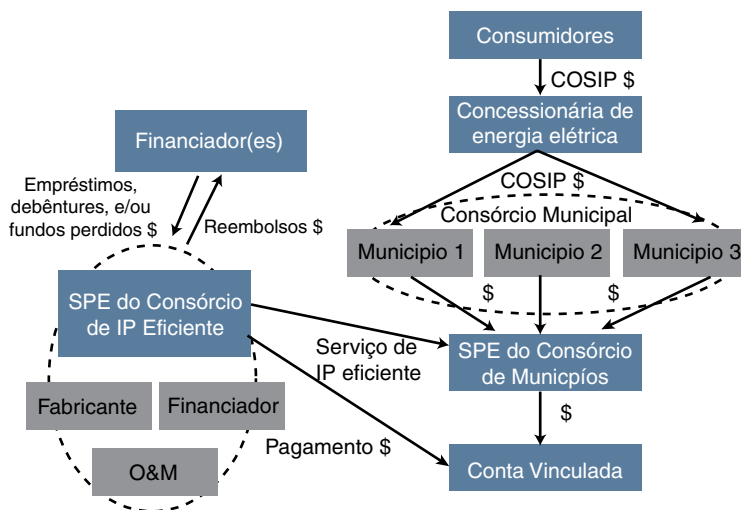 Consumidores
COSIP $
Concessionária de
energia elétrica
COSIP $
Consórcio Municipal
Municipio 1
Municipio 2
Municipio 3
$
$
SPE do Consórcio
de Municpíos
$
Conta Vinculada
Financiador(es)
Empréstimos,
debêntures, e/ou
fundos perdidos $
Reembolsos $
SPE do Consórcio
de IP Eficiente
Fabricante
Financiador
O&M
Serviço de
IP eficiente
Pagamento $